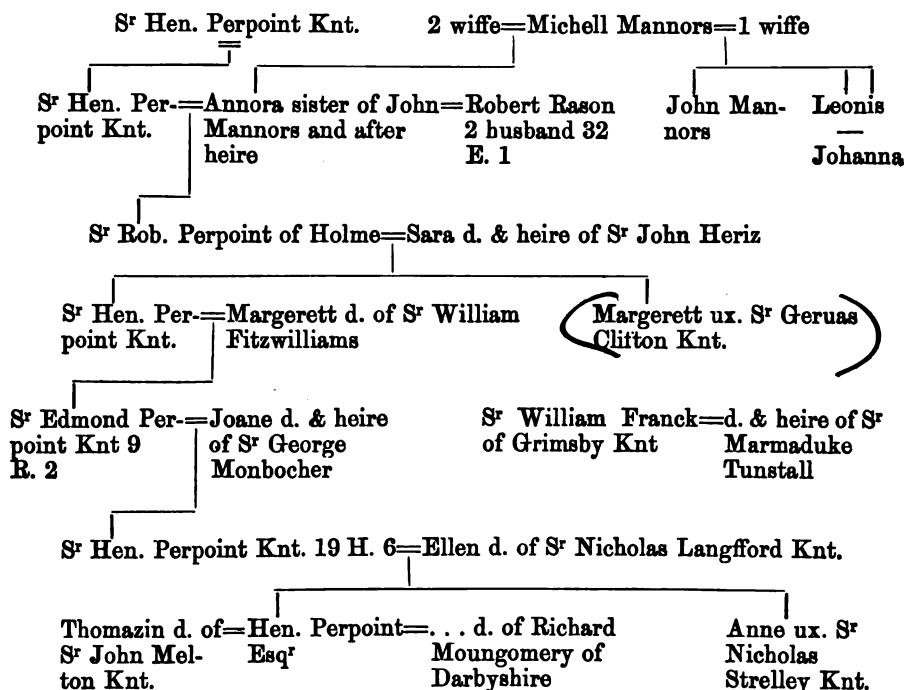 Sʳ Hen. Perpoint Knt. 2 wiffe=Michell Mannors=1 wiffe
Sʳ Hen. Per-=Annora sister of John=Robert Rason John Man- Leonis
point Knt. Mannors and after 2 husband 32 nors —
heire E. 1 Johanna
Sʳ Rob. Perpoint of Holme=Sara d. & heire of Sʳ John Heriz
Sʳ Hen. Per-=Margerett d. of Sʳ William Margerett ux. Sʳ Geruas
point Knt. Fitzwilliams Clifton Knt.
Sʳ Edmond Per-=Joane d. & heire Sʳ William Franck=d. & heire of Sʳ
point Knt 9 of Sʳ George of Grimsby Knt Marmaduke
R. 2 Monbocher Tunstall
Sʳ Hen. Perpoint Knt. 19 H. 6=Ellen d. of Sʳ Nicholas Langfford Knt.
Thomazin d. of=Hen. Perpoint=. . . d. of Richard Anne ux. Sʳ
Sʳ John Mel- Esqʳ Moungomery of Nicholas
ton Knt. Darbyshire Strelley Knt.